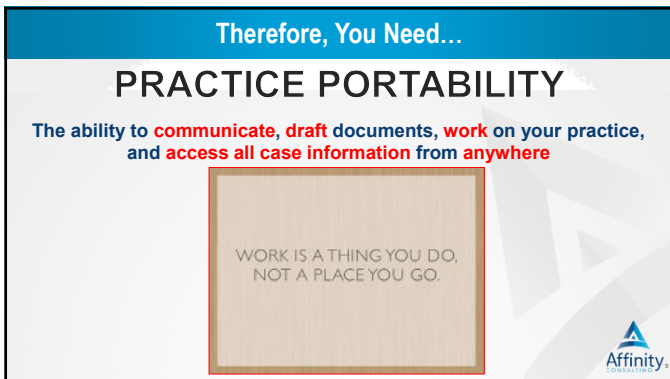 Therefore, You Need…
PRACTICE PORTABILITY
The ability to communicate, draft documents, work on your practice,
and access all case information from anywhere
WORK IS A THING YOU DO,
NOT A PLACE YOU GO.
Affinity
CONSULTING